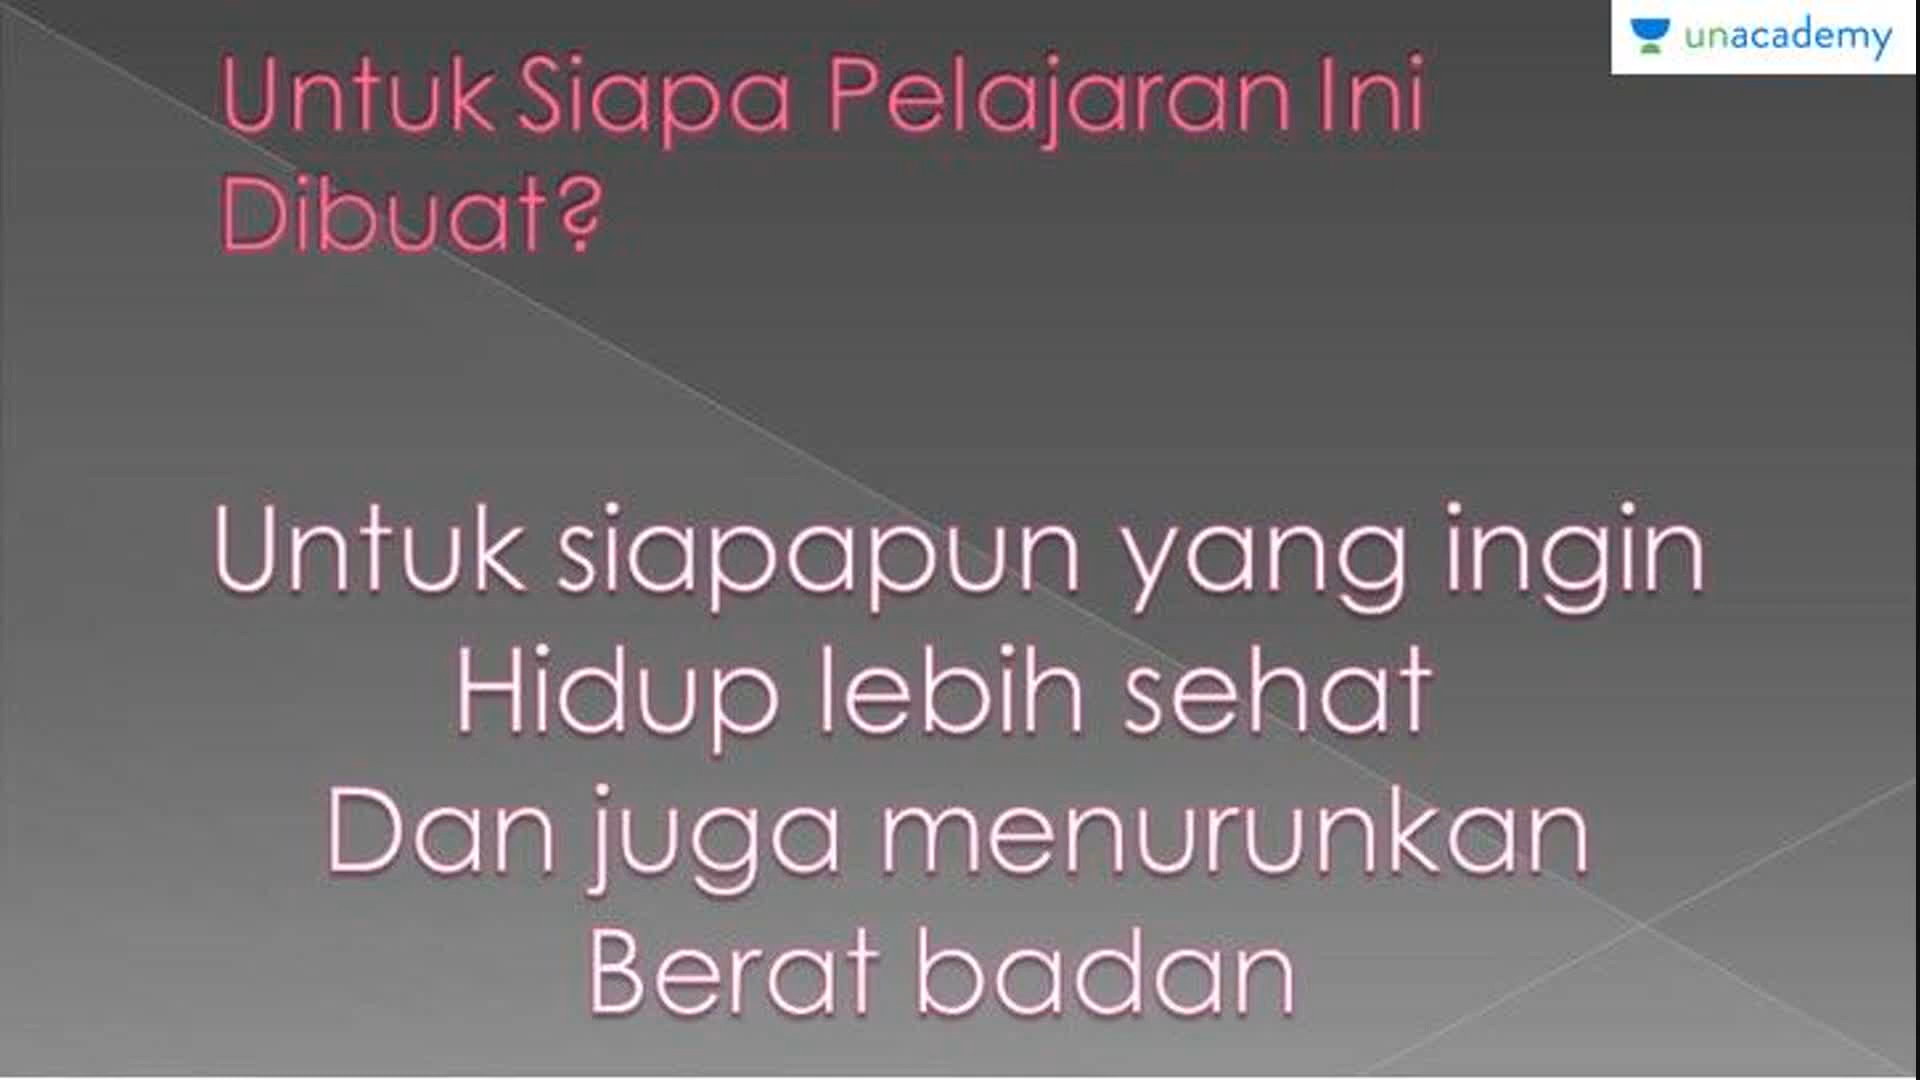 unacademy
Untuk Siapa Pelajaran Ini
Dibuat?
Untuk siapapun yang ingin
Hidup lebih sehat
Dan juga menurunkan
Berat badan